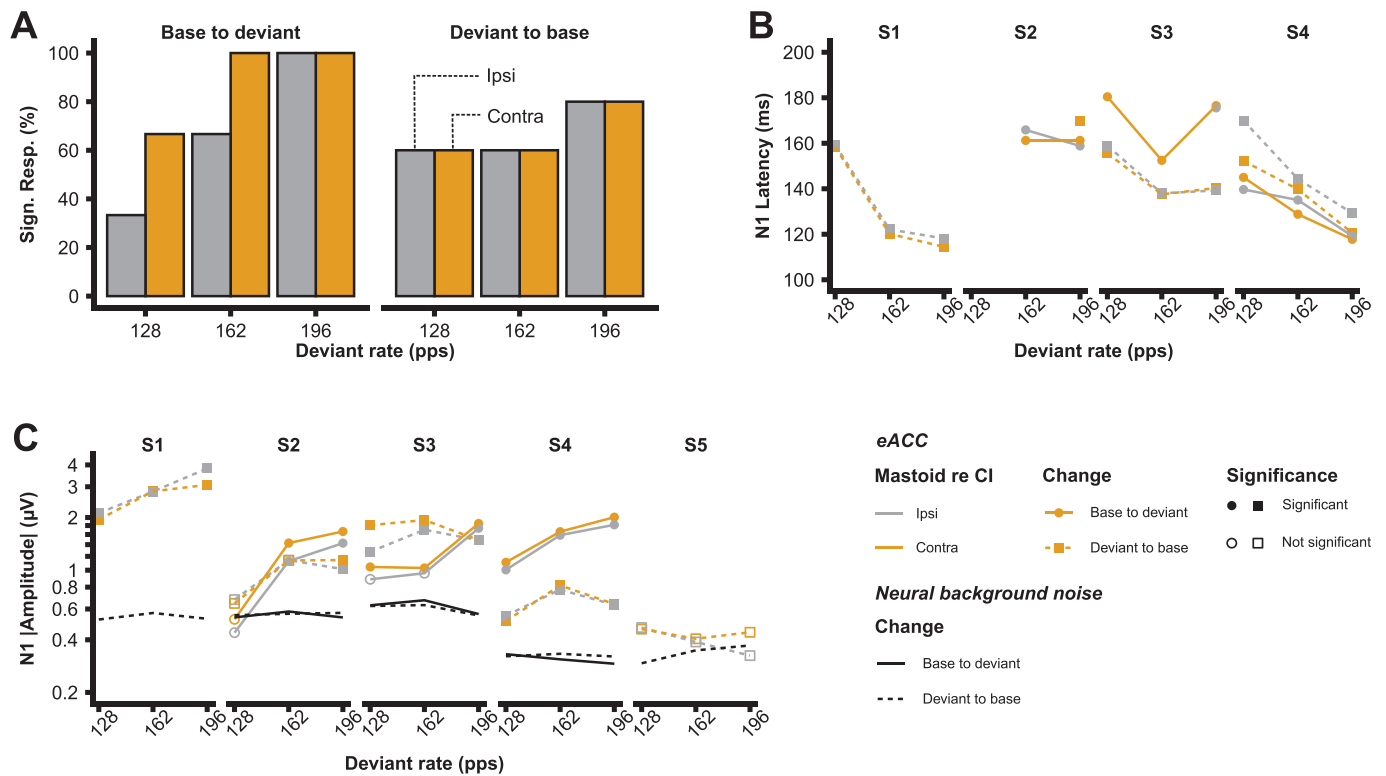 A
Base to deviant
Deviant to base
Sign. Resp. (%)
100
80
60
40
20
0
Ipsi
Contra
128
162
196
128
162
196
Deviant rate (pps)
B
S1
S2
S3
S4
N1 Latency (ms)
200
180
160
140
120
100
128
162
196
128
162
196
128
162
196
128
162
196
Deviant rate (pps)
C
S1
S2
S3
S4
S5
N1 |Amplitude| (µV)
4
3
2
1
0.8
0.6
0.4
0.2
128
162
196
128
162
196
128
162
196
128
162
196
128
162
196
Deviant rate (pps)
eACC
Mastoid re CI
Ipsi
Contra
Change
Base to deviant
Deviant to base
Significance
Significant
Not significant
Neural background noise
Change
Base to deviant
Deviant to base